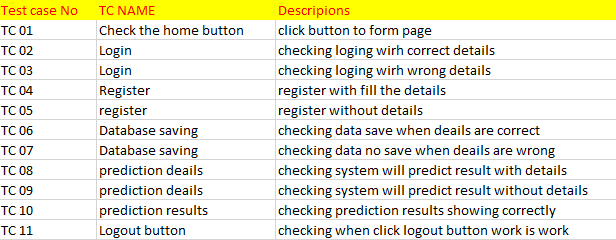 Test case No TC NAME Descripions
TC 01 Check the home button click button to form page
TC 02 Login checking loging wirh correct details
TC 03 Login checking loging wirh wrong details
TC 04 Register register with fill the details
TC 05 register register without details
TC 06 Database saving checking data save when deails are correct
TC 07 Database saving checking data no save when deails are wrong
TC 08 prediction deails checking system will predict result with details
TC 09 prediction deails checking system will predict result without details
TC 10 prediction results checking prediction results showing correctly
TC 11 Logout button checking when click logout button work is work